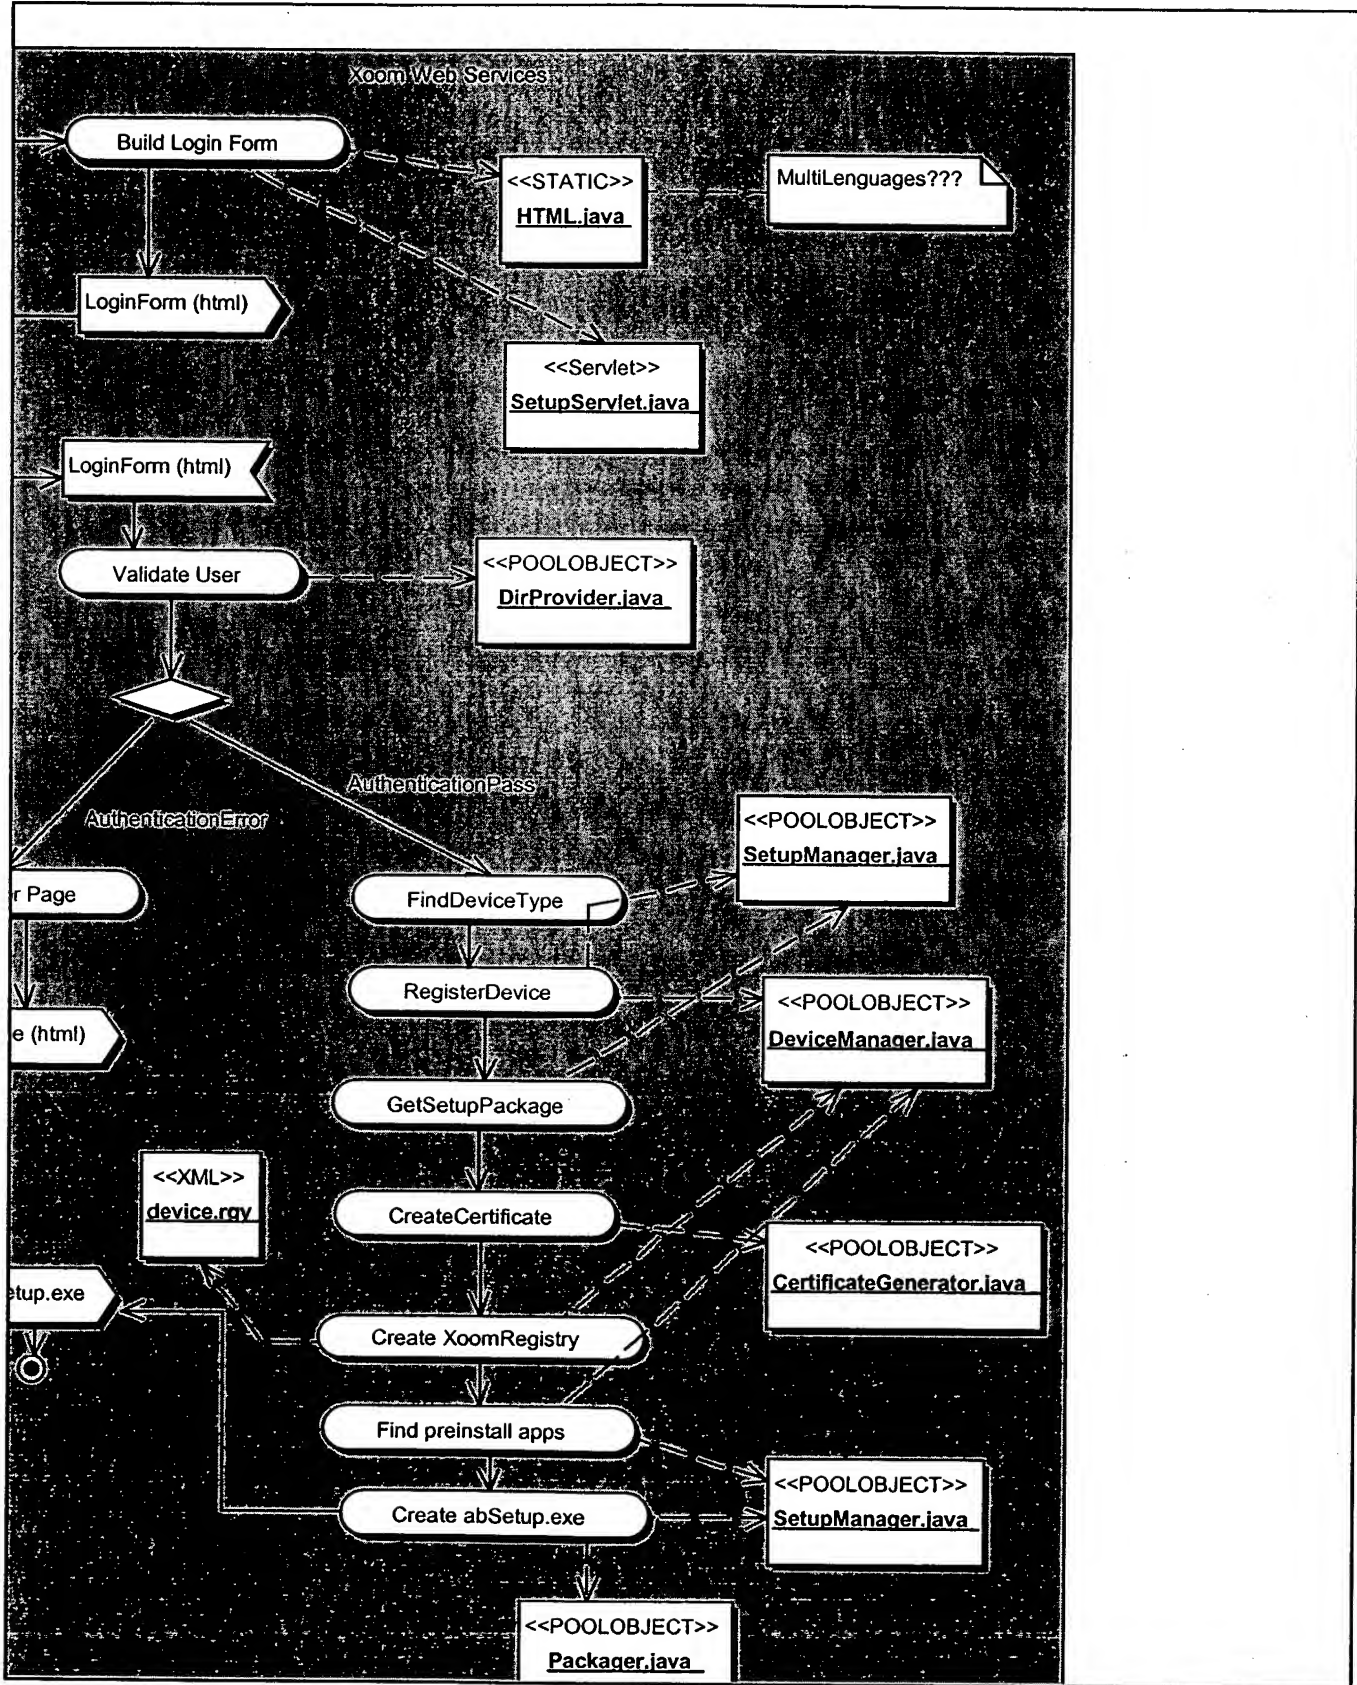 Xoom Web Services
Build Login Form
<<STATIC>>
HTML.java
MultiLenguages???
LoginForm (html)
<<Servlet>>
SetupServlet.java
LoginForm (html)
Validate User
<<POOLOBJECT>>
DirProvider.java
AuthenticationPass
AuthenticationError
<<POOLOBJECT>>
SetupManager.java
r Page
FindDeviceType
RegisterDevice
<<POOLOBJECT>>
DeviceManager.java
e (html)
GetSetupPackage
<<XML>>
device.rgy
CreateCertificate
<<POOLOBJECT>>
CertificateGenerator.java
etup.exe
Create XoomRegistry
Find preinstall apps
<<POOLOBJECT>>
SetupManager.java
Create abSetup.exe
<<POOLOBJECT>>
Packager.java